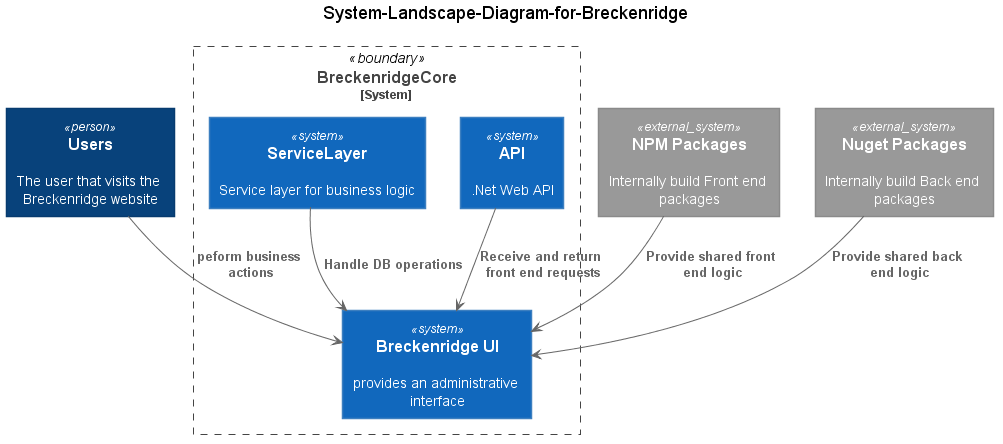 System-Landscape-Diagram-for-Breckenridge
«boundary»
BreckenridgeCore
[System]
«person»
Users
The user that visits the
Breckenridge website
«system»
ServiceLayer
Service layer for business logic
«system»
API
.Net Web API
«external_system»
NPM Packages
Internally build Front end
packages
«external_system»
Nuget Packages
Internally build Back end
packages
peform business
actions
Handle DB operations
Receive and return
front end requests
Provide shared front
end logic
Provide shared back
end logic
«system»
Breckenridge UI
provides an administrative
interface